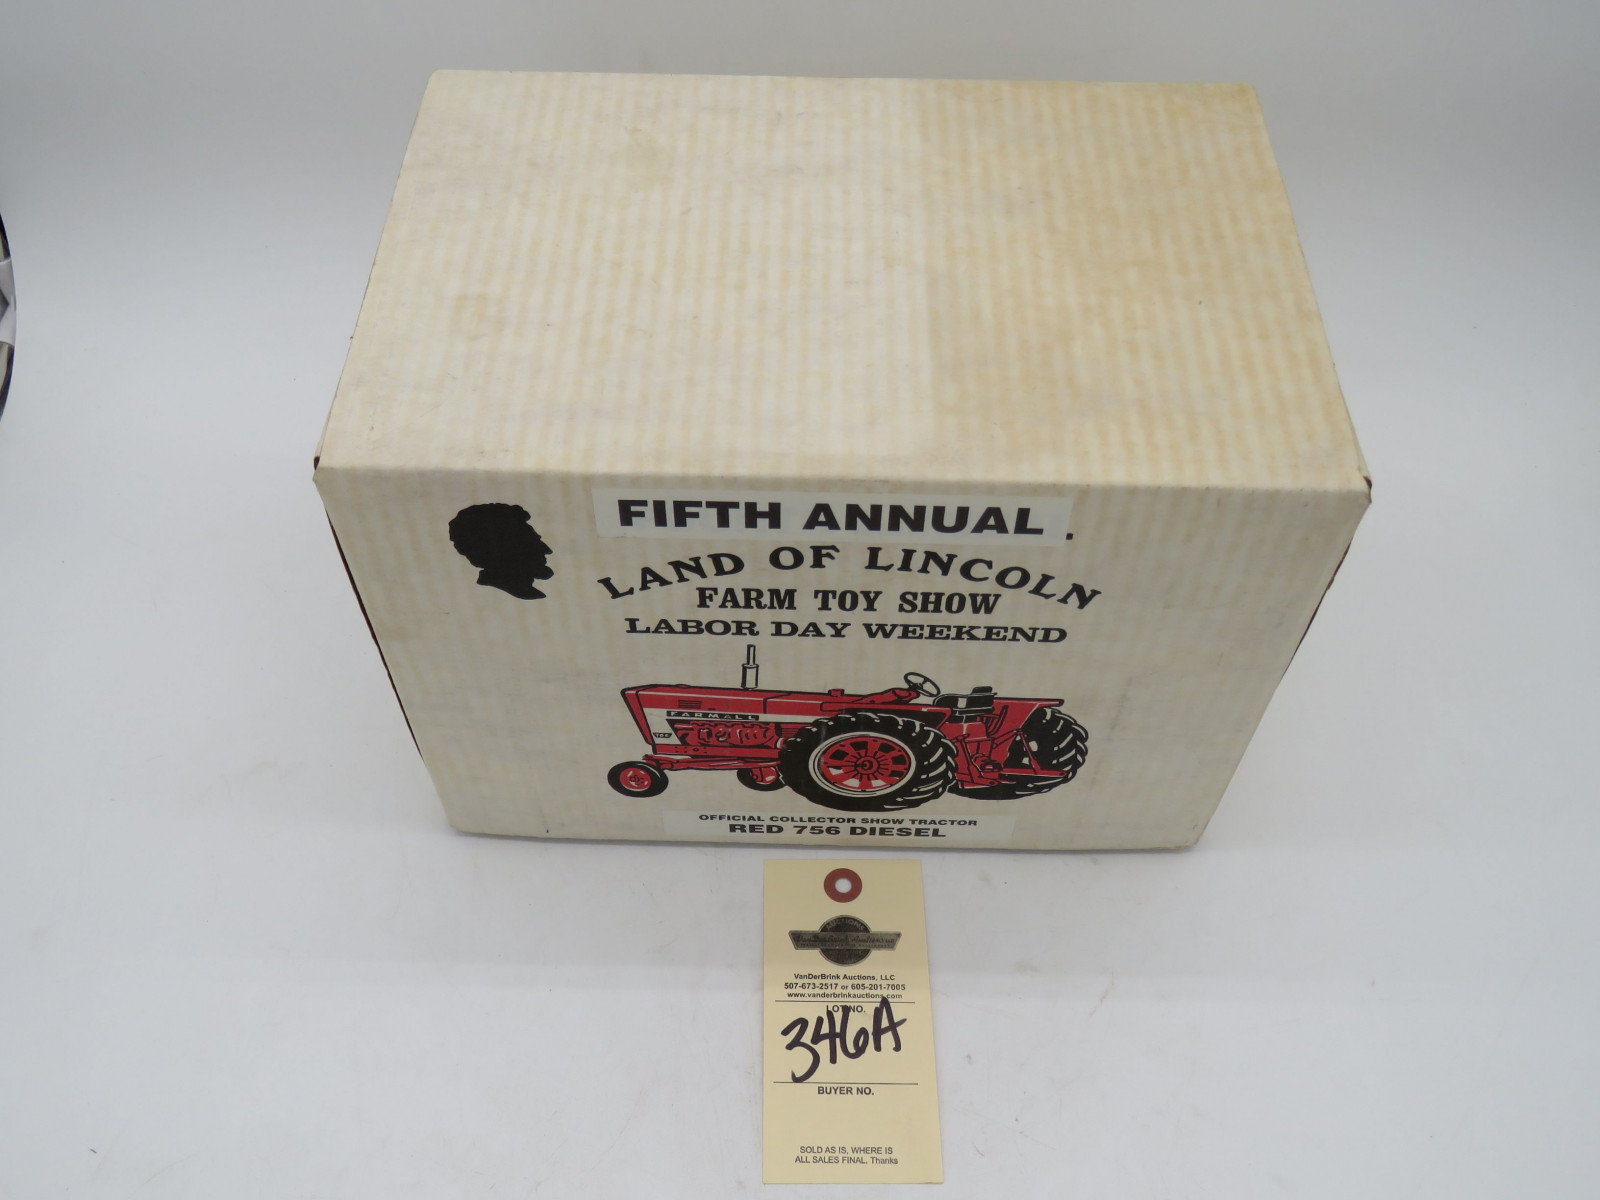 FIFTH ANNUAL
LAND OF LINCOLN
FARM TOY SHOW
LABOR DAY WEEKEND
FARMALL
OFFICIAL COLLECTOR SHOW TRACTOR
RED 756 DIESEL
VanDerBrink Auctions, LLC
507-673-2517 or 605-201-7005
www.vanderbrinkauctions.com
LOT NO.
346A
BUYER NO.
SOLD AS IS, WHERE IS
ALL SALES FINAL. Thanks